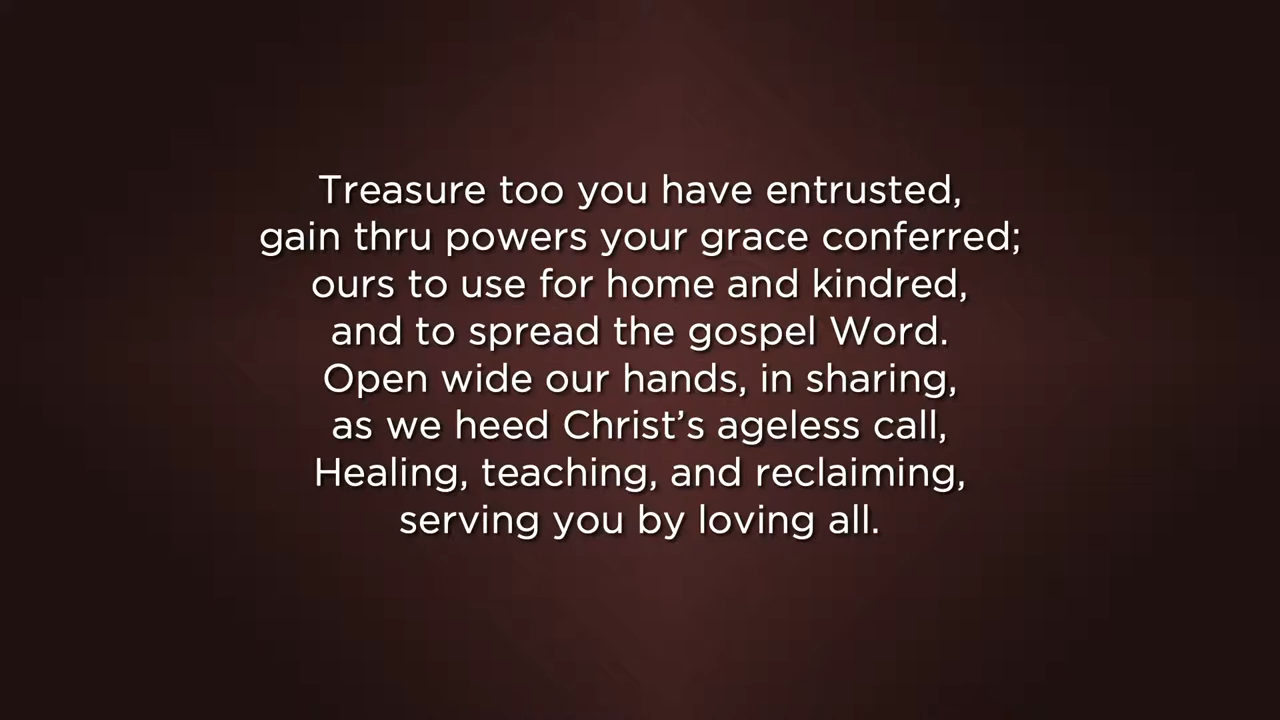 Treasure too you have entrusted,
gain thru powers your grace conferred;
ours to use for home and kindred,
and to spread the gospel Word.
Open wide our hands, in sharing,
as we heed Christ’s ageless call,
Healing, teaching, and reclaiming,
serving you by loving all.